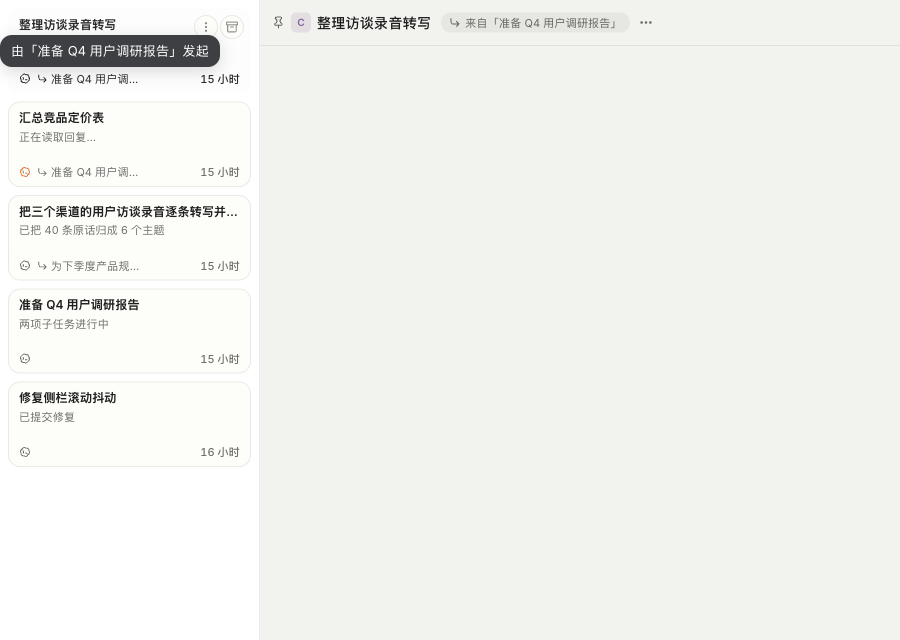 整理访谈录音转写
由「准备 Q4 用户调研报告」发起
准备 Q4 用户调... 15 小时
汇总竞品定价表
正在读取回复...
准备 Q4 用户调... 15 小时
把三个渠道的用户访谈录音逐条转写并...
已把 40 条原话归成 6 个主题
为下季度产品规... 15 小时
准备 Q4 用户调研报告
两项子任务进行中
15 小时
修复侧栏滚动抖动
已提交修复
16 小时
C 整理访谈录音转写 来自「准备 Q4 用户调研报告」